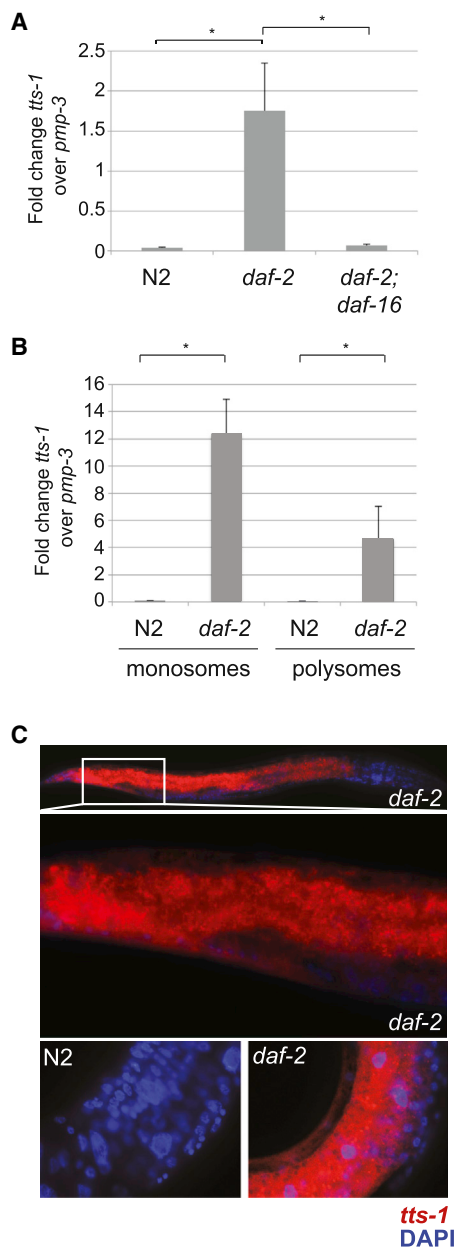 A
* *
Fold change tts-1
over pmp-3
2.5
2
1.5
1
0.5
0
N2 daf-2 daf-2;
daf-16
B
* *
Fold change tts-1
over pmp-3
16
14
12
10
8
6
4
2
0
N2 daf-2 N2 daf-2
monosomes polysomes
C
daf-2
daf-2
N2 daf-2
tts-1
DAPI